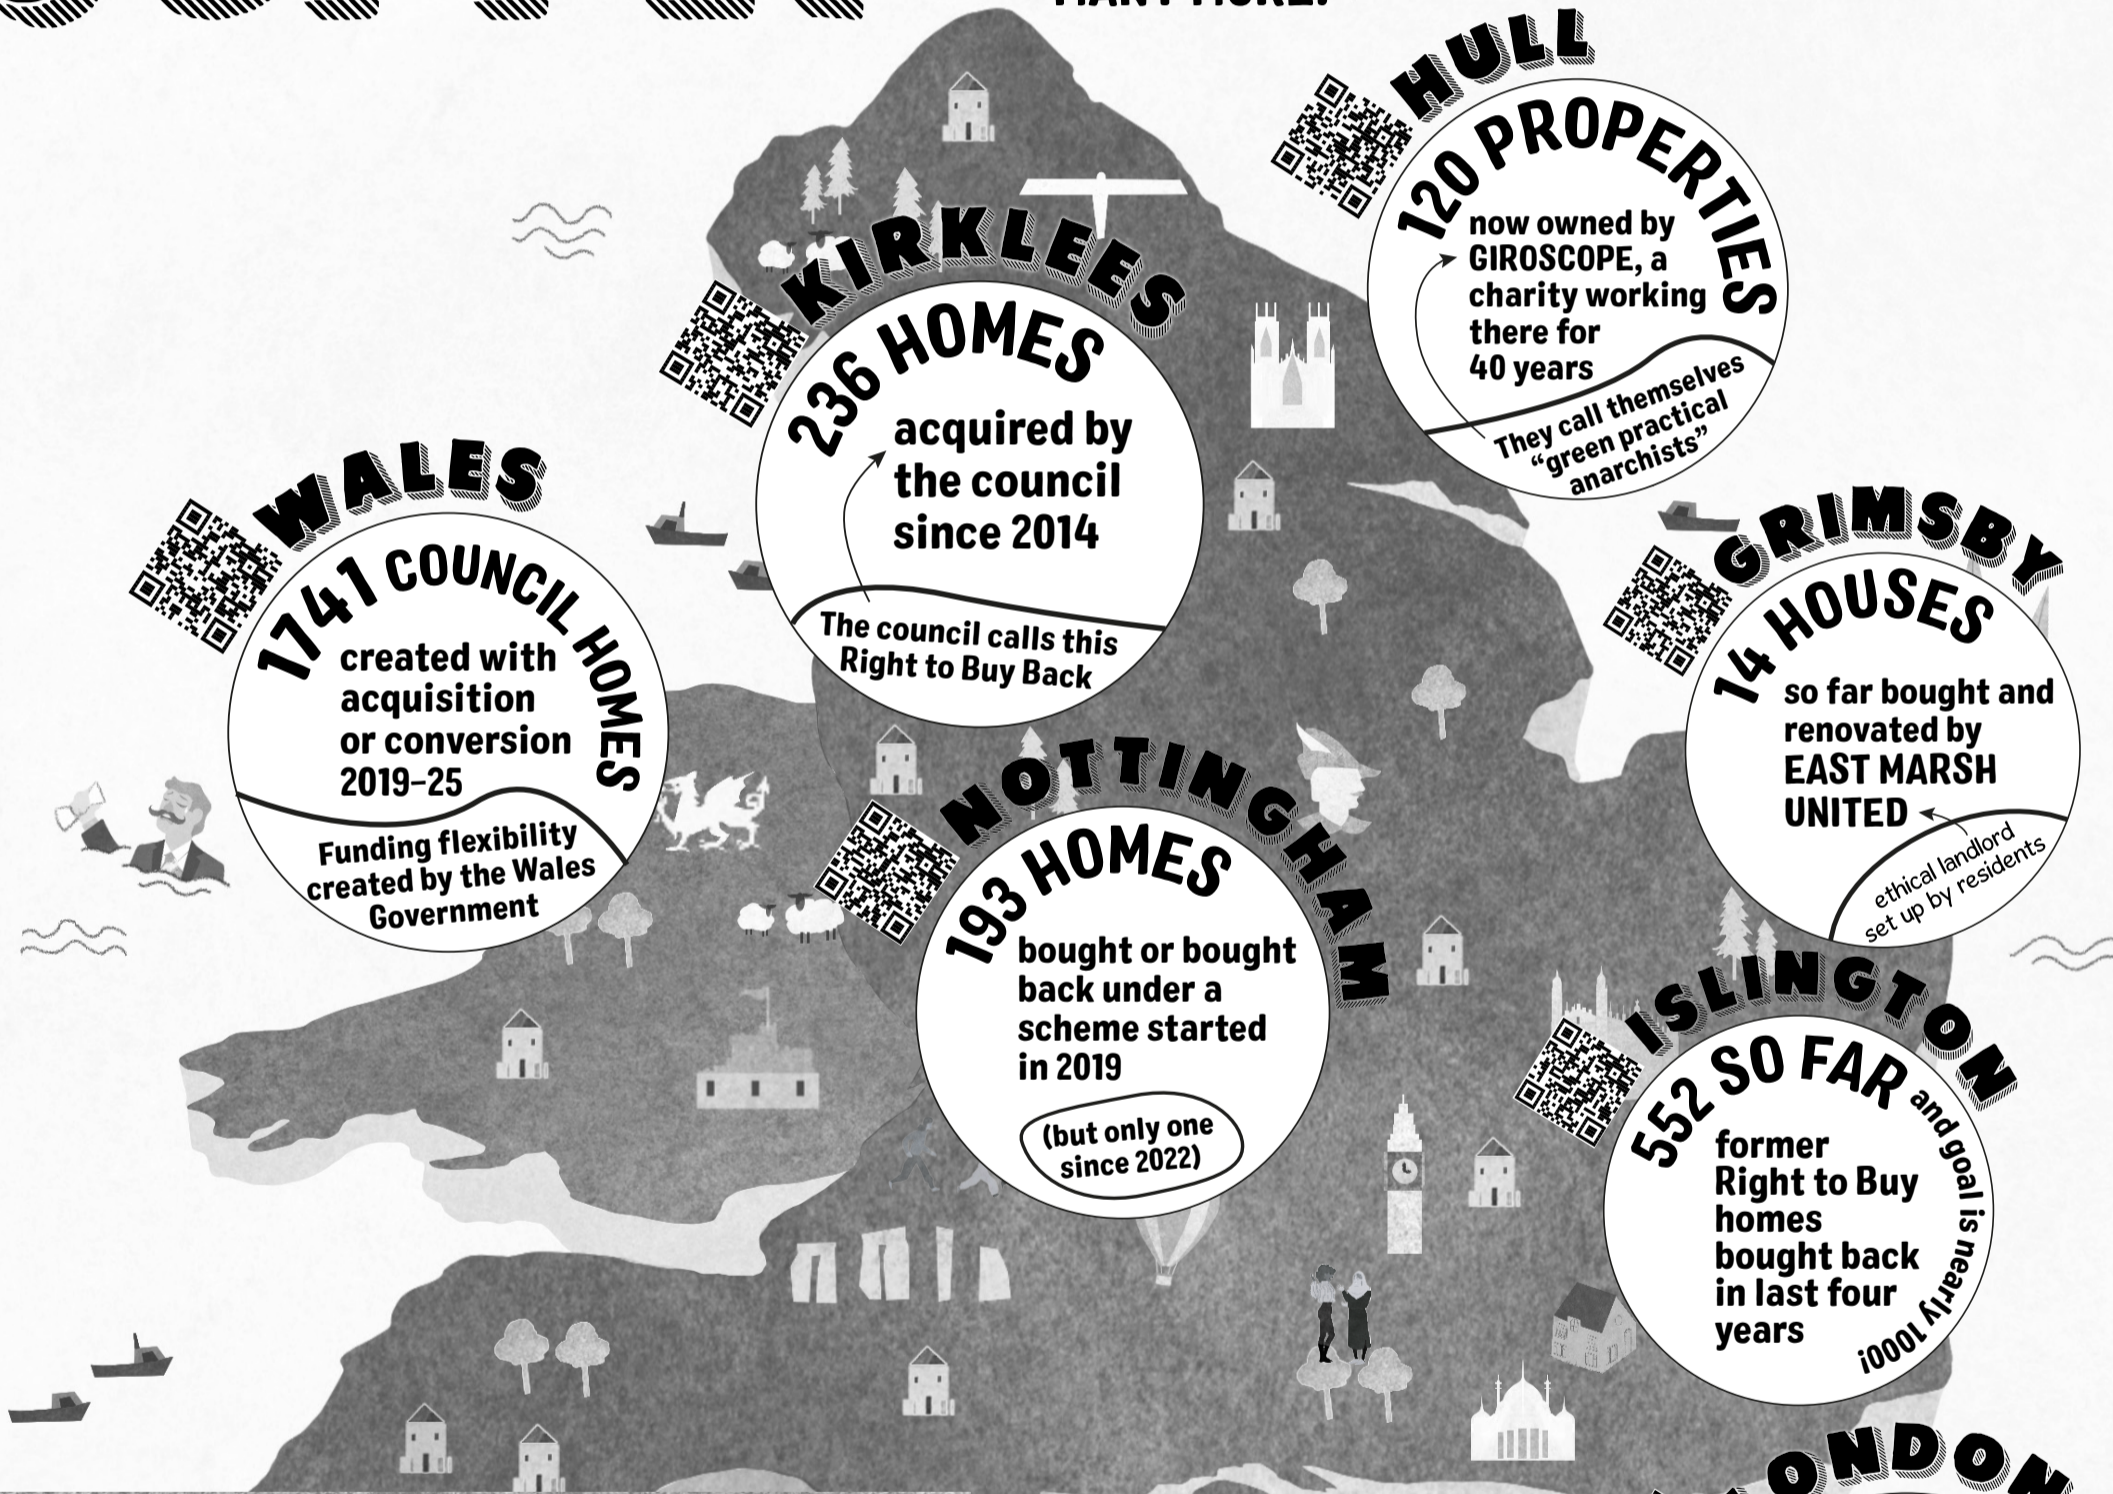 MANY MORE!
HULL
120 PROPERTIES
now owned by
GIROSCOPE, a
charity working
there for
40 years
They call themselves
“green practical
anarchists”
KIRKLEES
236 HOMES
acquired by
the council
since 2014
The council calls this
Right to Buy Back
WALES
1741 COUNCIL HOMES
created with
acquisition
or conversion
2019–25
Funding flexibility
created by the Wales
Government
GRIMSBY
14 HOUSES
so far bought and
renovated by
EAST MARSH
UNITED
ethical landlord
set up by residents
NOTTINGHAM
193 HOMES
bought or bought
back under a
scheme started
in 2019
(but only one
since 2022)
ISLINGTON
552 SO FAR and goal is nearly 1000!
former
Right to Buy
homes
bought back
in last four
years
LONDON